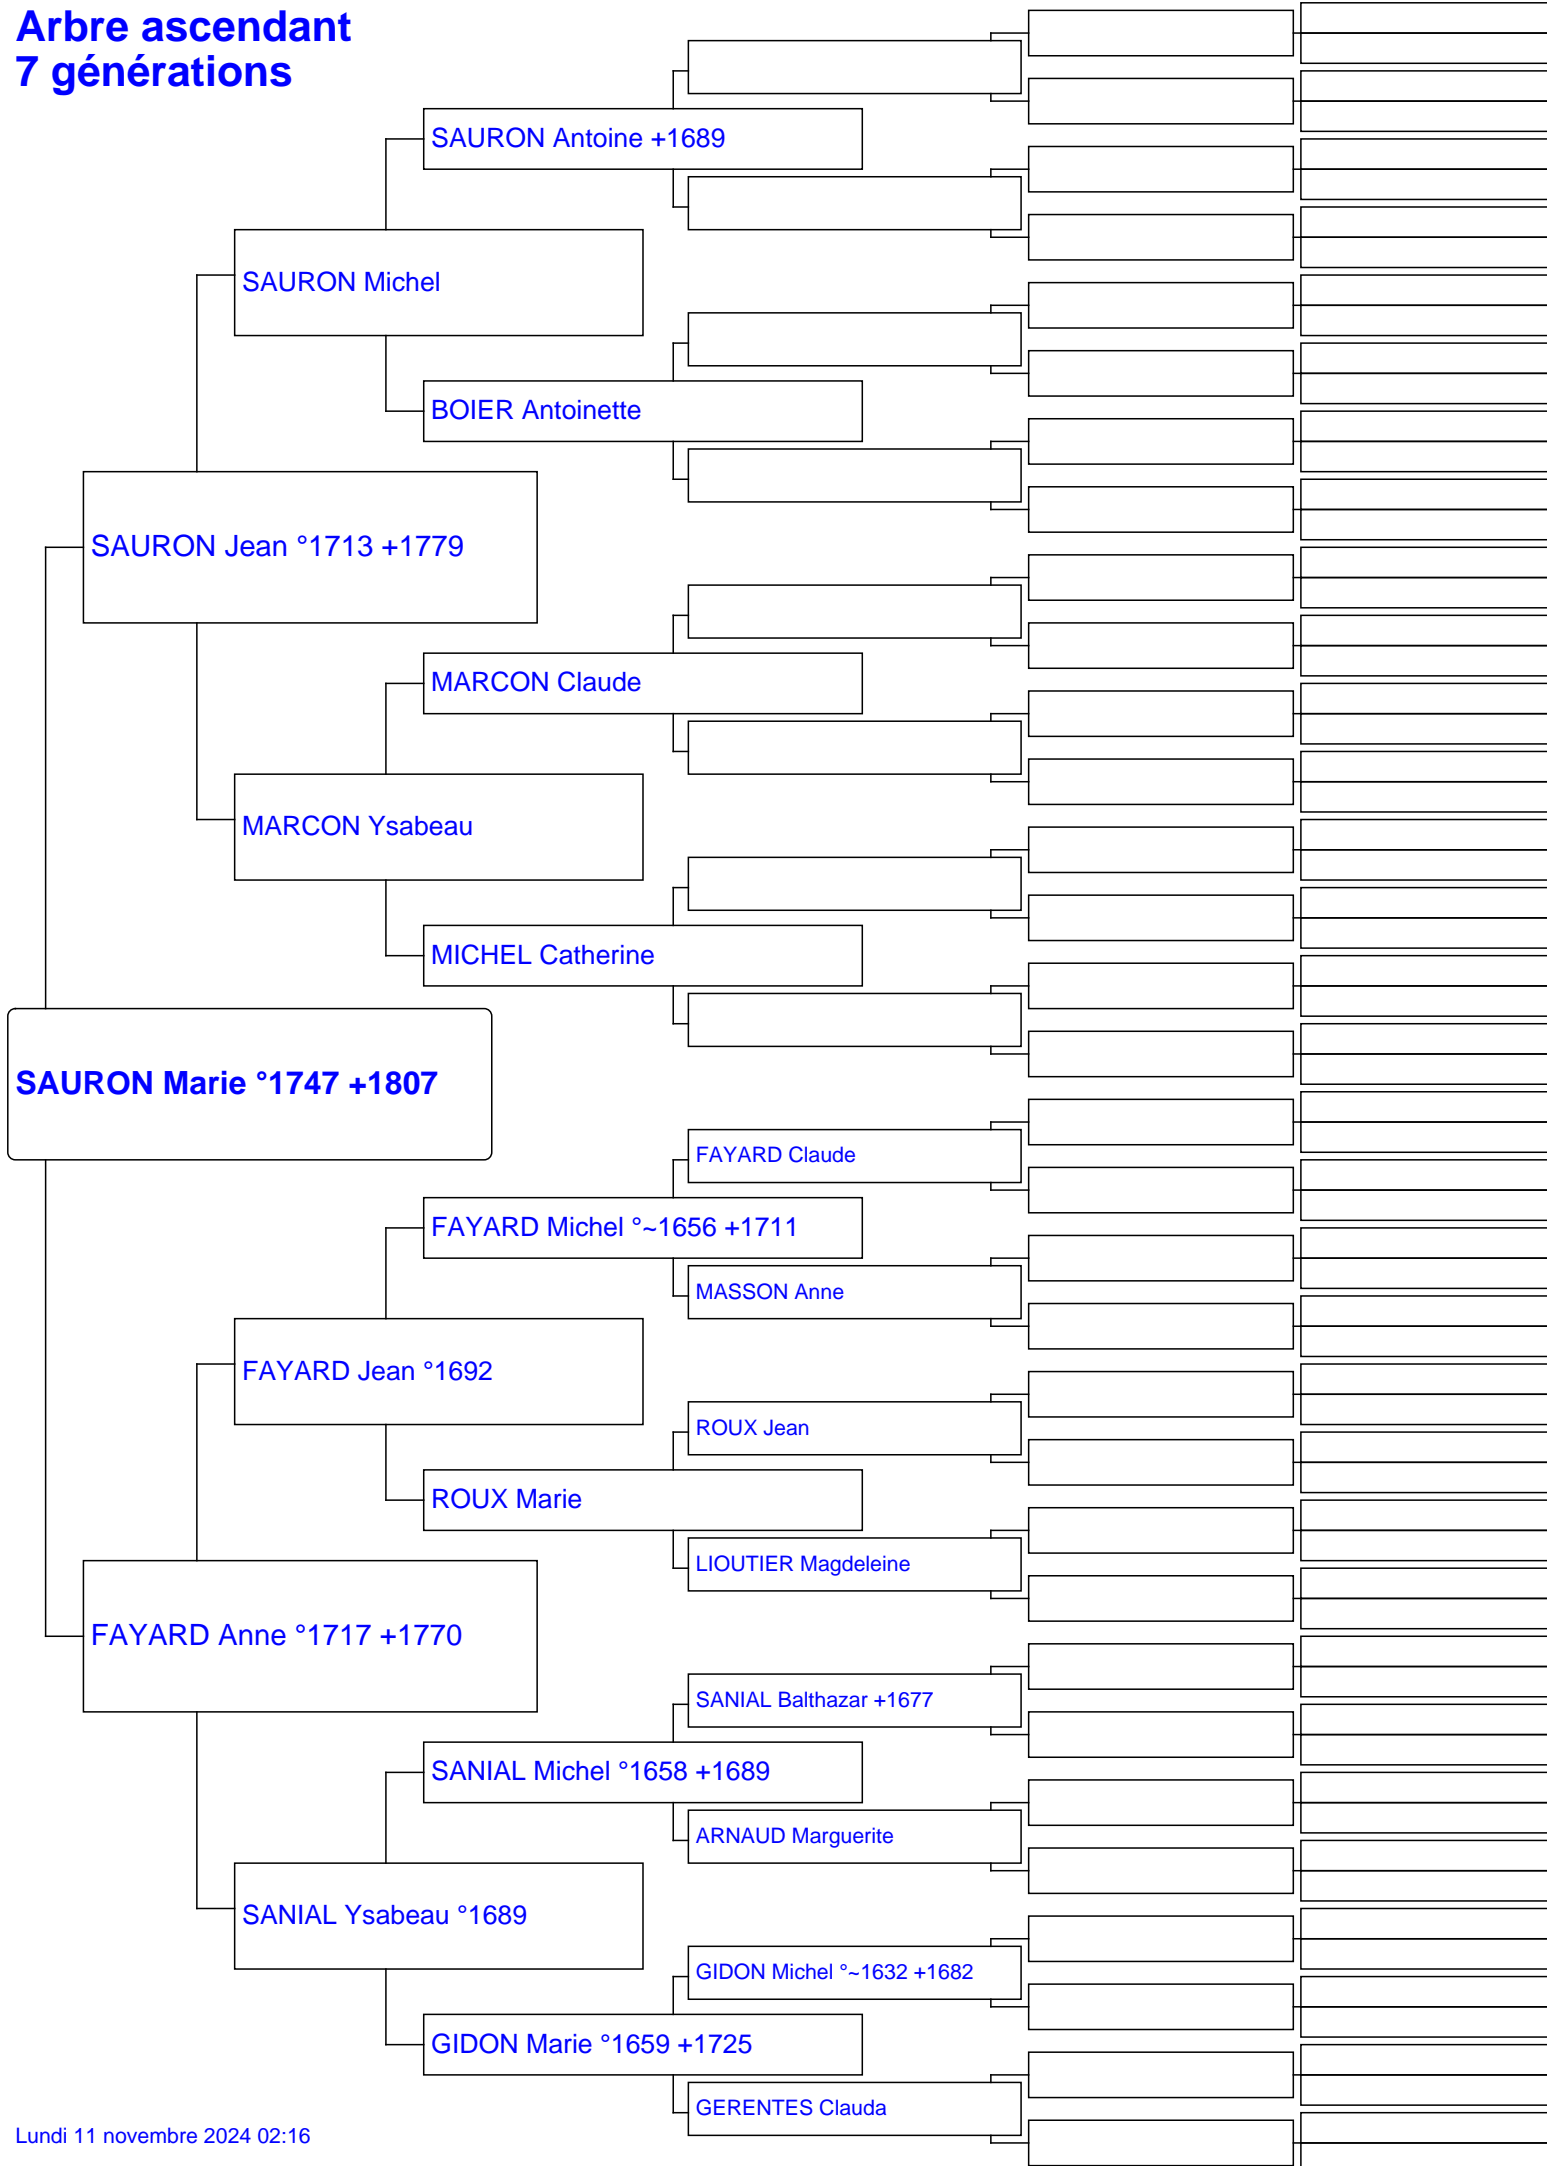 Arbre ascendant
7 générations
SAURON Antoine +1689
SAURON Michel
BOIER Antoinette
SAURON Jean °1713 +1779
MARCON Claude
MARCON Ysabeau
MICHEL Catherine
SAURON Marie °1747 +1807
FAYARD Claude
FAYARD Michel °~1656 +1711
MASSON Anne
FAYARD Jean °1692
ROUX Jean
ROUX Marie
LIOUTIER Magdeleine
FAYARD Anne °1717 +1770
SANIAL Balthazar +1677
SANIAL Michel °1658 +1689
ARNAUD Marguerite
SANIAL Ysabeau °1689
GIDON Michel °~1632 +1682
GIDON Marie °1659 +1725
GERENTES Clauda
Lundi 11 novembre 2024 02:16